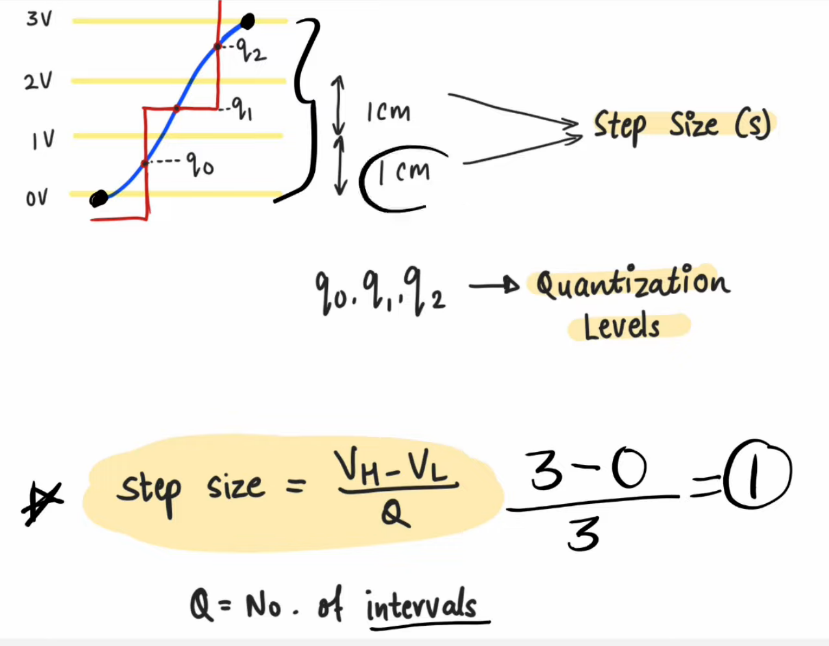 3V
q2
2V
q1
1cm
Step Size (s)
1V
q0
1 cm
0V
q0.q1.q2 → Quantization
Levels
Step size = VH-VL / Q
3-0 / 3 = 1
Q = No. of intervals